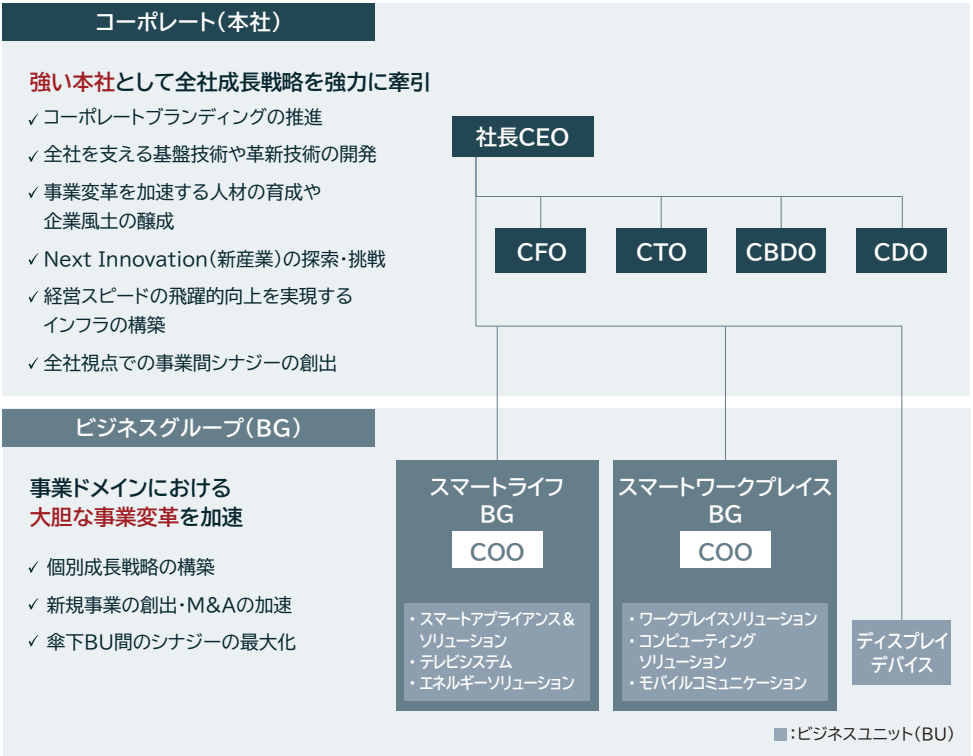 コーポレート(本社)
強い本社として全社成長戦略を強力に牽引
✓コーポレートブランディングの推進
✓全社を支える基盤技術や革新技術の開発
✓事業変革を加速する人材の育成や
企業風土の醸成
✓Next Innovation(新産業)の探索・挑戦
✓経営スピードの飛躍的向上を実現する
インフラの構築
✓全社視点での事業間シナジーの創出
社長CEO
CFO
CTO
CBDO
CDO
ビジネスグループ(BG)
事業ドメインにおける
大胆な事業変革を加速
✓個別成長戦略の構築
✓新規事業の創出・M&Aの加速
✓傘下BU間のシナジーの最大化
スマートライフ
BG
COO
・スマートアプライアンス&
ソリューション
・テレビシステム
・エネルギーソリューション
スマートワークプレイス
BG
COO
・ワークプレイスソリューション
・コンピューティング
ソリューション
・モバイルコミュニケーション
ディスプレイ
デバイス
■:ビジネスユニット(BU)